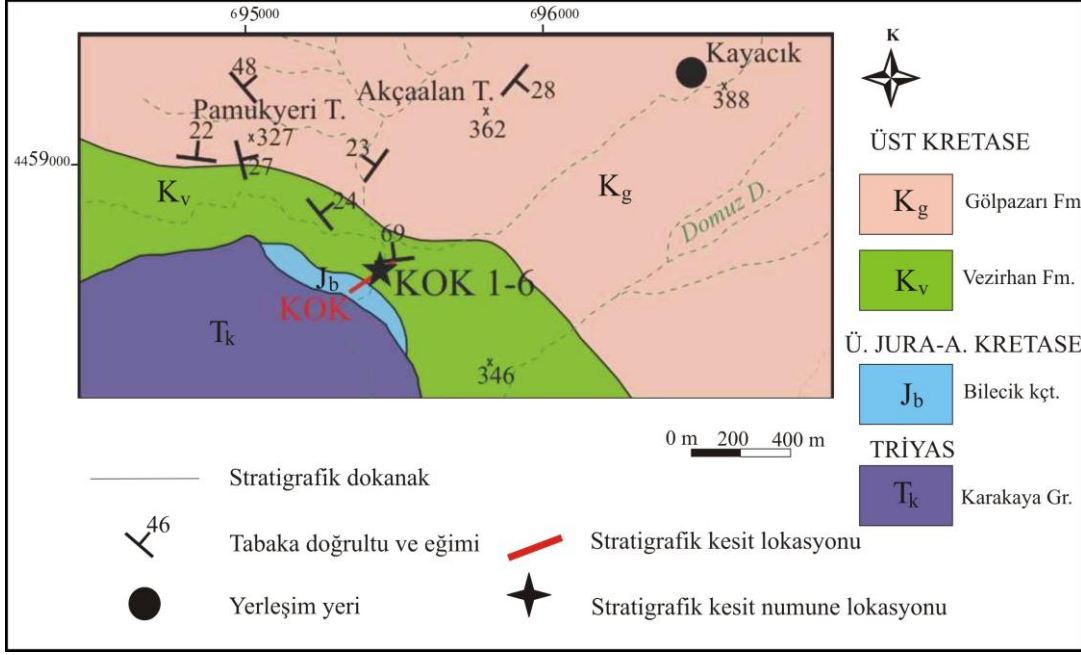 695000
696000
K
48
Kayacık
Akçaalan T.
28
388
Pamukyeri T.
362
22
327
ÜST KRETASE
4459000
27
23
Kv
Kg
Domuz D.
Kg
Gölpazarı Fm
24
69
Jb
KOK 1-6
Kv
Vezirhan Fm.
KOK
Tk
Ü. JURA-A. KRETASE
346
Jb
Bilecik kçt.
0 m 200 400 m
TRİYAS
Stratigrafik dokanak
Tk
Karakaya Gr.
46
Tabaka doğrultu ve eğimi
Stratigrafik kesit lokasyonu
Yerleşim yeri
Stratigrafik kesit numune lokasyonu